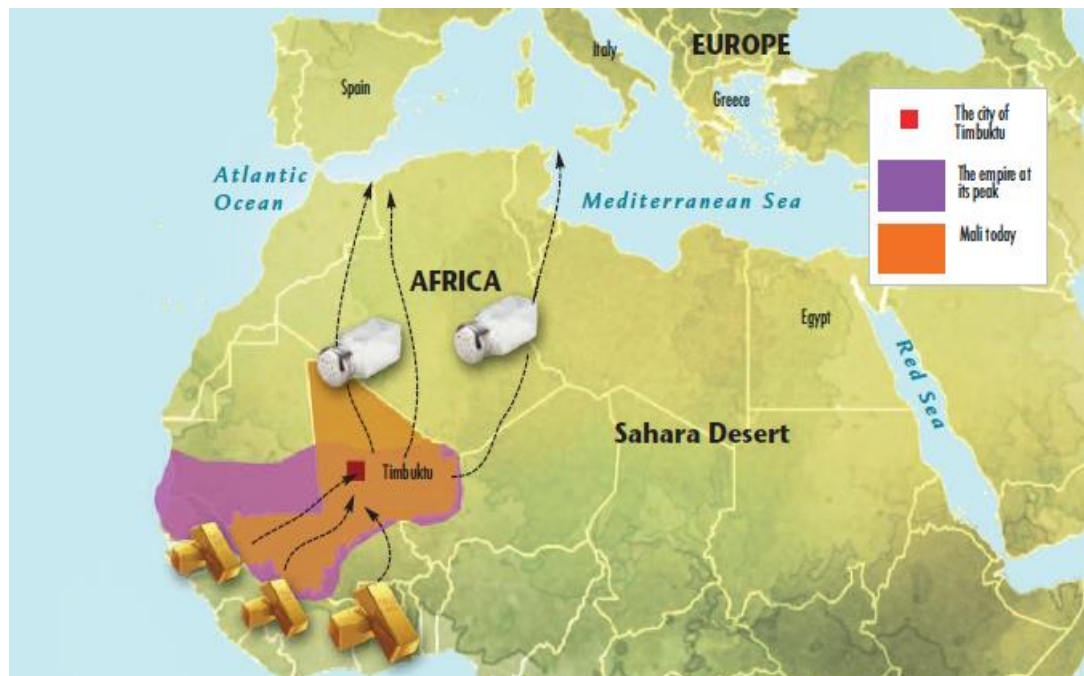 EUROPE
Italy
Spain
Greece
The city of
Timbuktu
The empire at
its peak
Mali today
Atlantic
Ocean
Mediterranean Sea
AFRICA
Egypt
Red Sea
Sahara Desert
Timbuktu